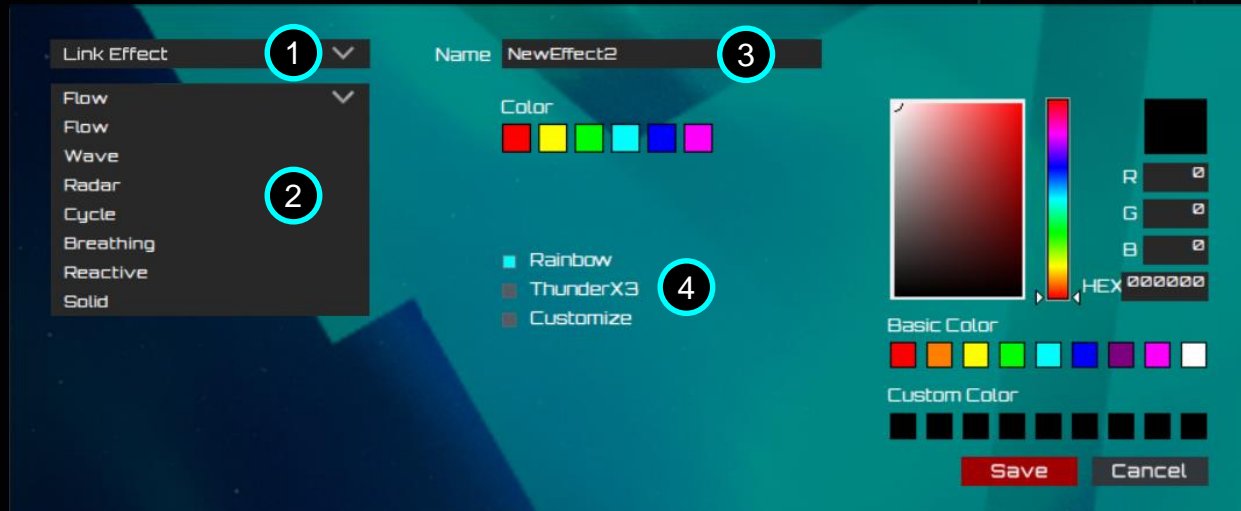 Link Effect
1
Name
NewEffect2
3
Flow
Flow
Wave
Radar
Cycle
Breathing
Reactive
Solid
2
Color
Rainbow
ThunderX3
Customize
4
R 0
G 0
B 0
HEX 000000
Basic Color
Custom Color
Save
Cancel